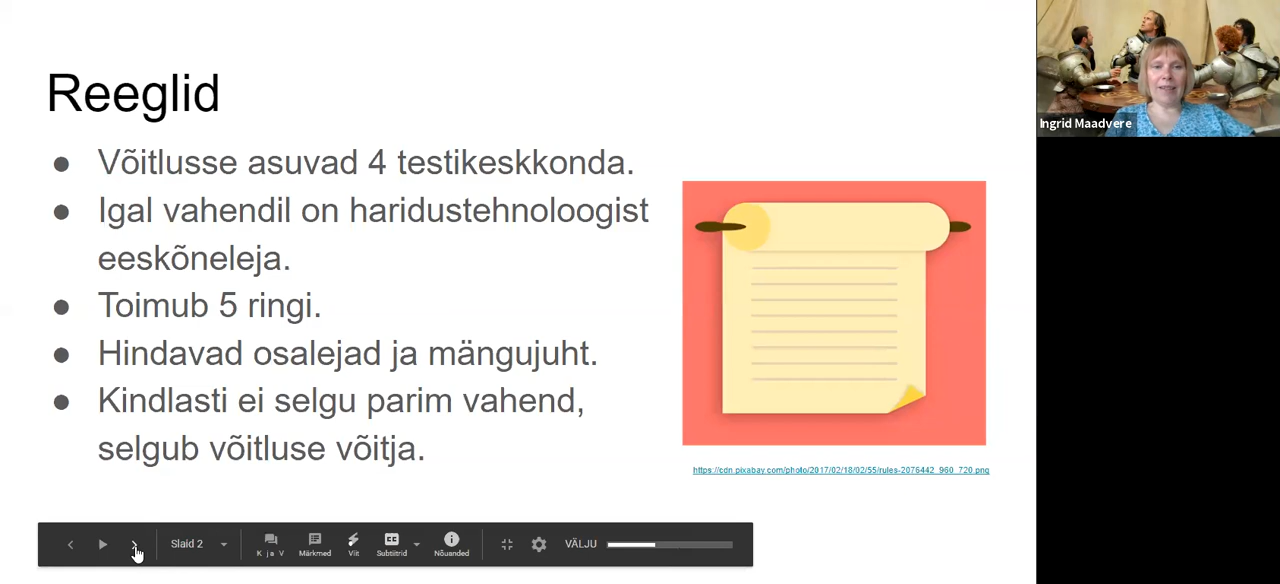 Reeglid
● Võitlusse asuvad 4 testikeskkonda.
● Igal vahendil on haridustehnoloogist
eeskõneleja.
● Toimub 5 ringi.
● Hindavad osalejad ja mängujuht.
● Kindlasti ei selgu parim vahend,
selgub võitluse võitja.
https://cdn.pixabay.com/photo/2017/02/18/02/55/rules-2076442_960_720.png
Ingrid Maadvere
Slaid 2
K ja V
Märkmed
Viit
Subtiitrid
Nõuanded
VÄLJU